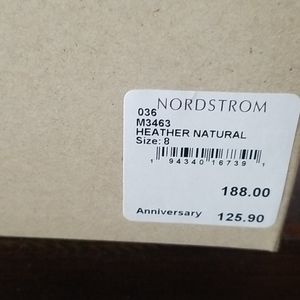 NORDSTROM
036
M3463
HEATHER NATURAL
Size: 8
1 94340 16739 1
188.00
Anniversary 125.90